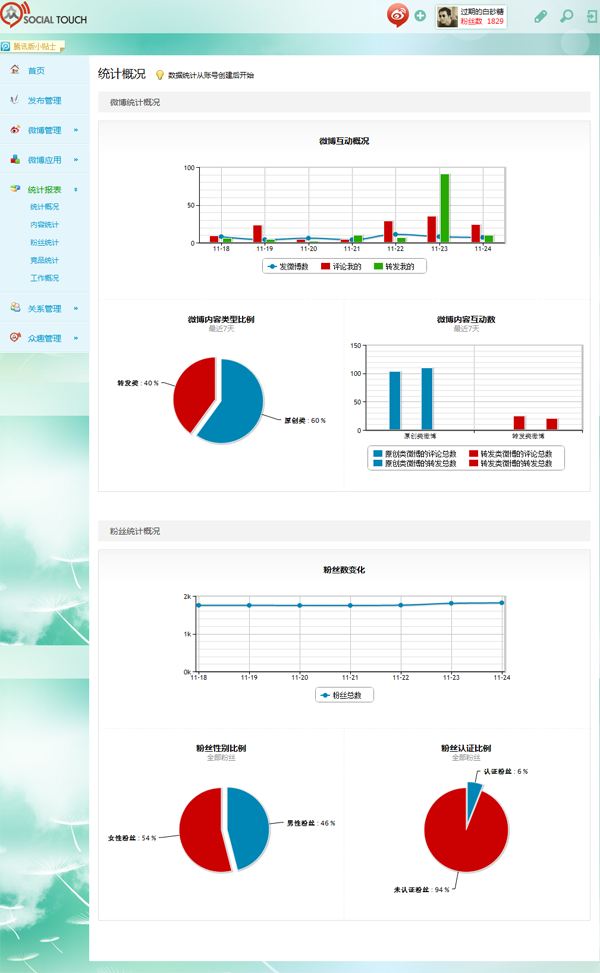 SOCIAL TOUCH
过期的白砂糖
粉丝数 1829
腾讯版小贴士
首页
发布管理
微博管理 »
微博应用 »
统计报表
统计概况
内容统计
粉丝统计
竞品统计
工作概况
关系管理 »
众趣管理 »
统计概况 数据统计从账号创建后开始
微博统计概况
微博互动概况
100
50
0
11-18 11-19 11-20 11-21 11-22 11-23 11-24
发微博数 评论我的 转发我的
微博内容类型比例
最近7天
转发类 : 40 %
原创类 : 60 %
微博内容互动数
最近7天
150
100
50
0
原创类微博 转发类微博
原创类微博的评论总数 转发类微博的评论总数
原创类微博的转发总数 转发类微博的转发总数
粉丝统计概况
粉丝数变化
2k
1k
0k
11-18 11-19 11-20 11-21 11-22 11-23 11-24
粉丝总数
粉丝性别比例
全部粉丝
男性粉丝 : 46 %
女性粉丝 : 54 %
粉丝认证比例
全部粉丝
认证粉丝 : 6 %
未认证粉丝 : 94 %